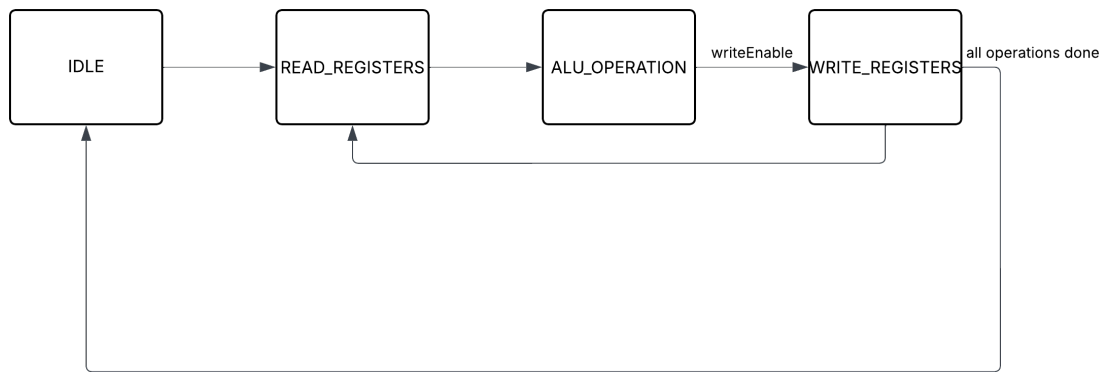 IDLE
READ_REGISTERS
ALU_OPERATION
writeEnable
WRITE_REGISTERS
all operations done